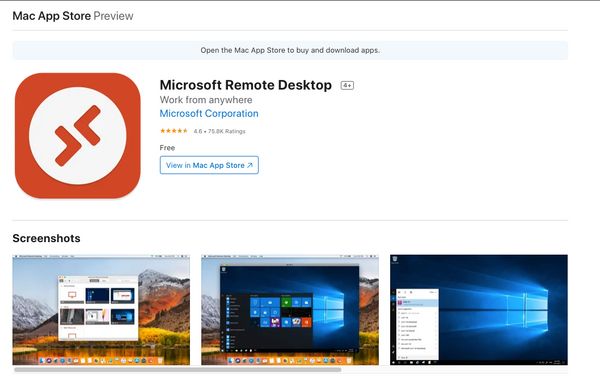 Mac App Store Preview
Open the Mac App Store to buy and download apps.
Microsoft Remote Desktop 4+
Work from anywhere
Microsoft Corporation
4.6 • 75.8K Ratings
Free
View in Mac App Store ↗
Screenshots